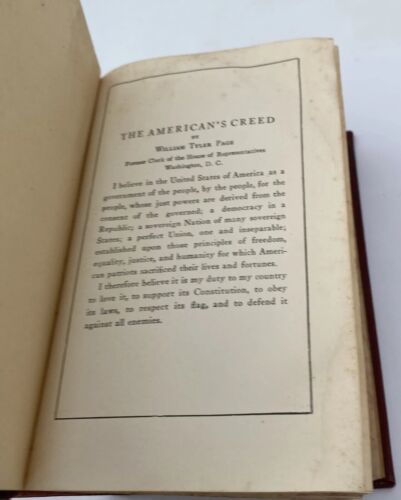 THE AMERICAN'S CREED
BY
WILLIAM TYLER PAGE
Former Clerk of the House of Representatives
Washington, D. C.
I believe in the United States of America as a
government of the people, by the people, for the
people, whose just powers are derived from the
consent of the governed; a democracy in a
Republic; a sovereign Nation of many sovereign
States; a perfect Union, one and inseparable;
established upon those principles of freedom,
equality, justice, and humanity for which Ameri-
can patriots sacrificed their lives and fortunes.
I therefore believe it is my duty to my country
to love it, to support its Constitution, to obey
its laws, to respect its flag, and to defend it
against all enemies.